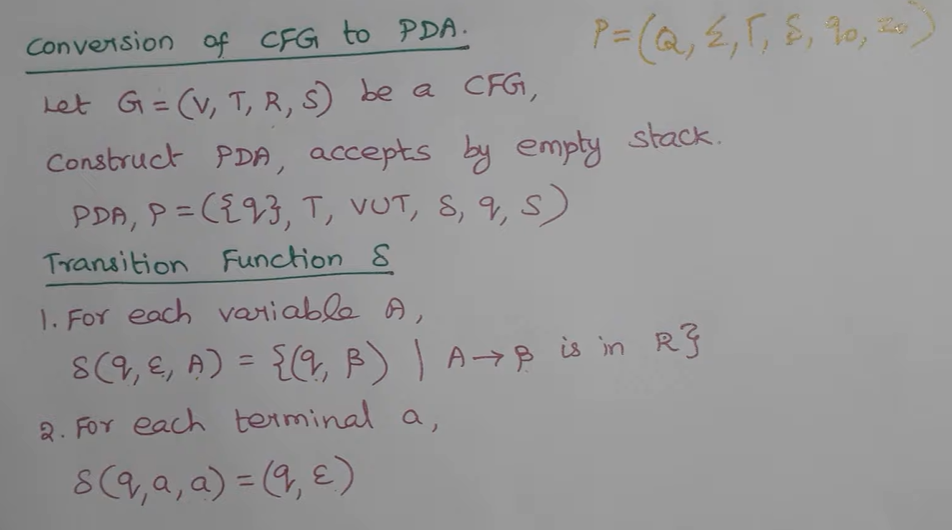 Conversion of CFG to PDA.
P=(Q, Σ, Γ, δ, q0, z0)
Let G=(V, T, R, S) be a CFG,
Construct PDA, accepts by empty stack.
PDA, P=({q}, T, VUT, δ, q, S)
Transition Function δ
1. For each variable A,
δ(q, ε, A) = {(q, β) | A→β is in R}
2. For each terminal a,
δ(q, a, a) = (q, ε)